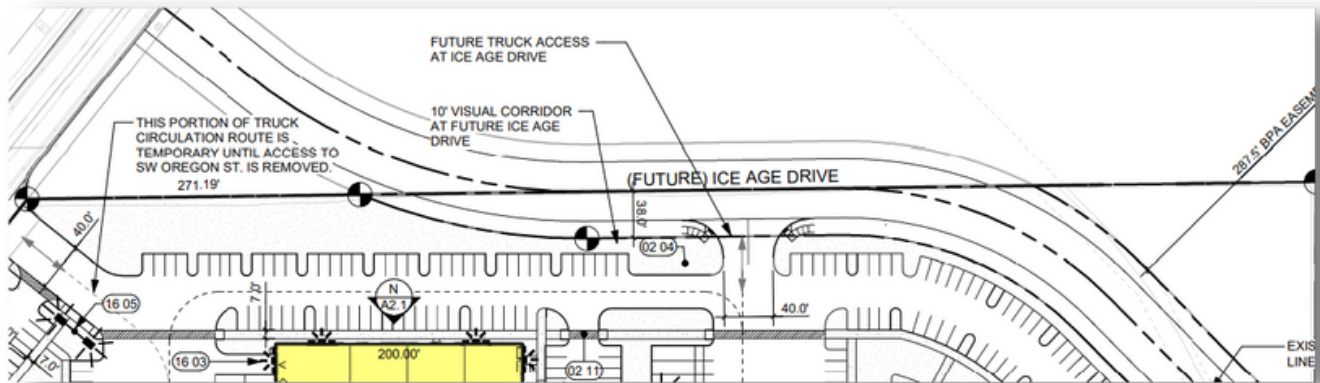 FUTURE TRUCK ACCESS
AT ICE AGE DRIVE
10' VISUAL CORRIDOR
AT FUTURE ICE AGE
DRIVE
THIS PORTION OF TRUCK
CIRCULATION ROUTE IS
TEMPORARY UNTIL ACCESS TO
SW OREGON ST. IS REMOVED.
271.19'
(FUTURE) ICE AGE DRIVE
287.5' BPA
40.0'
38.0'
02 04
N
A2.1
7.0'
16 05
40.0'
16 03
200.00'
02 11
7.0'
LINE